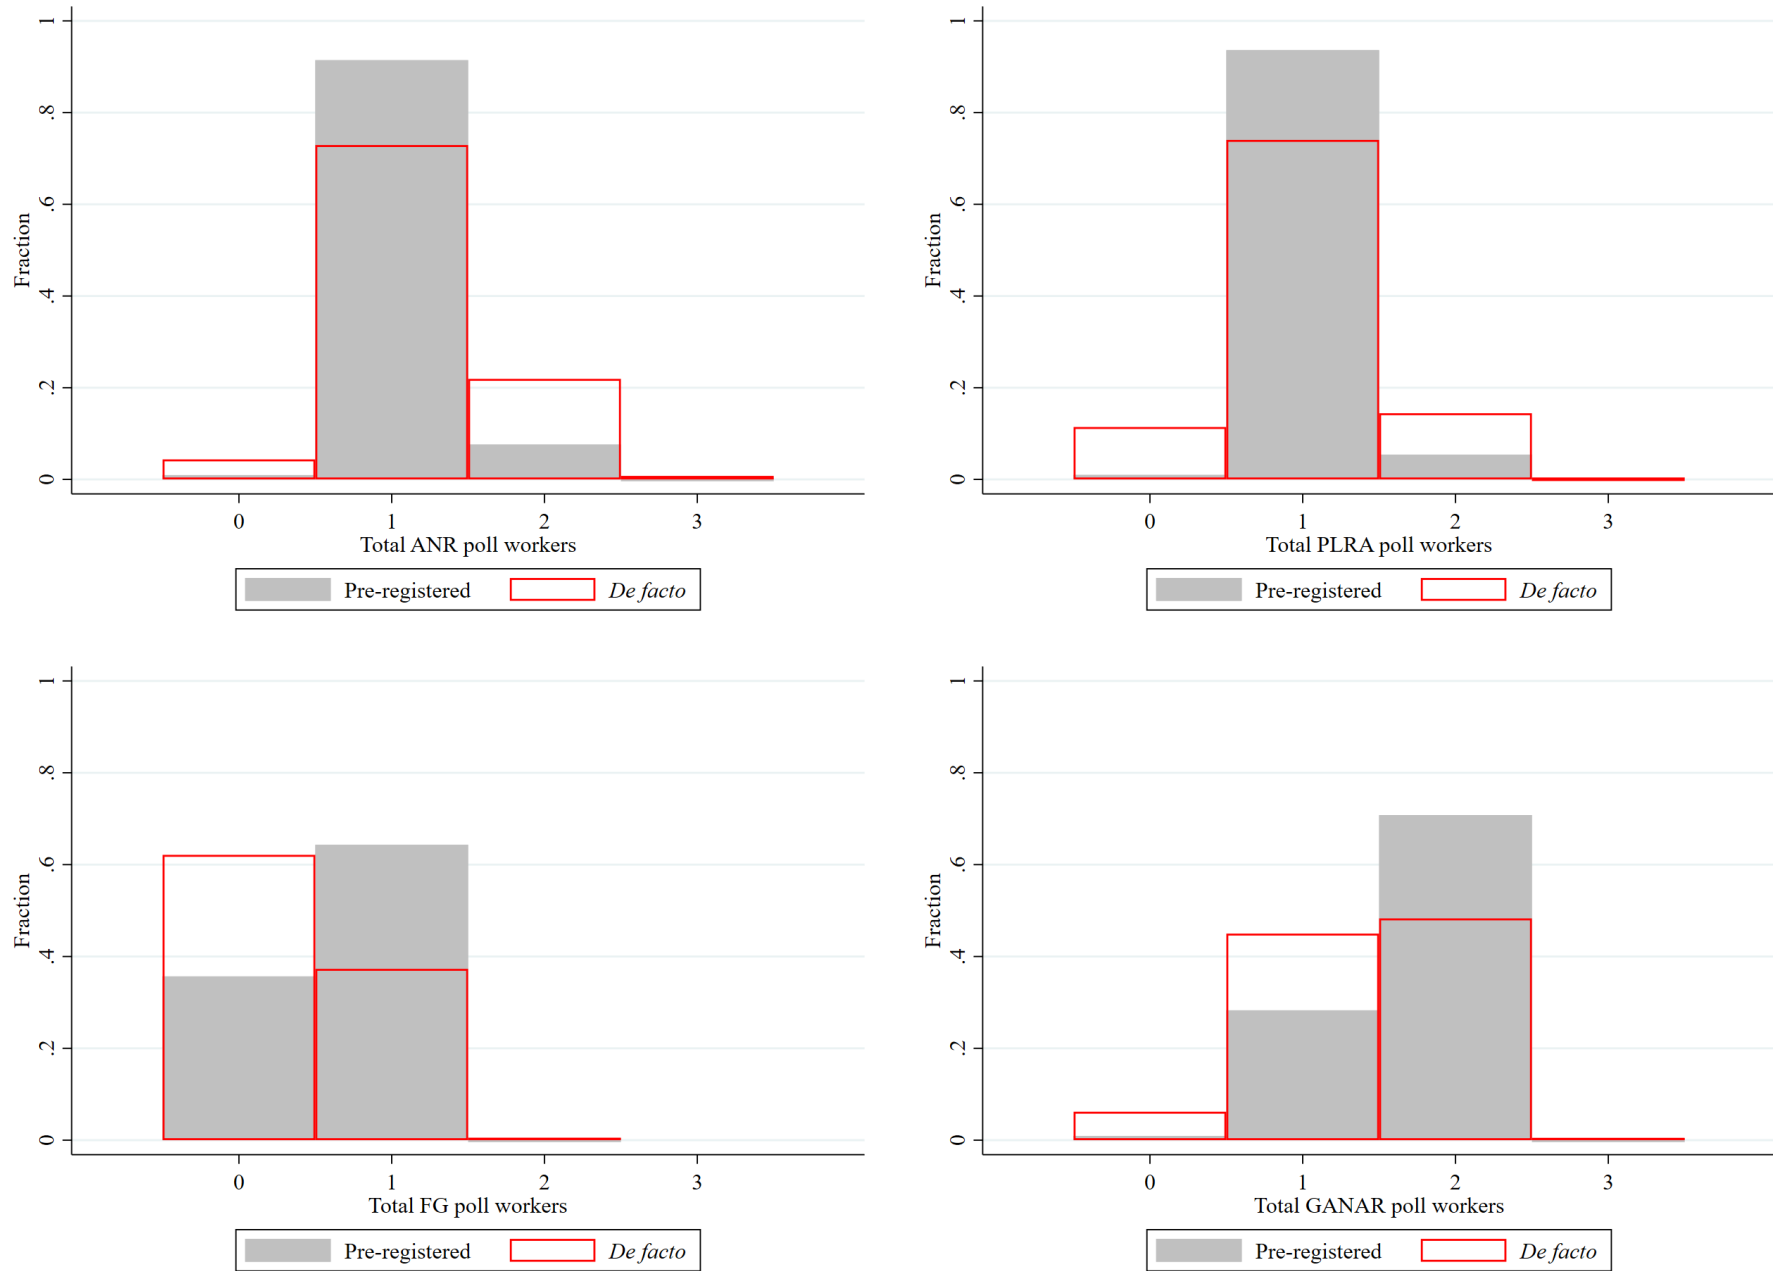 Fraction
1
.8
.6
.4
.2
0
0 1 2 3
Total ANR poll workers
Pre-registered De facto
Fraction
1
.8
.6
.4
.2
0
0 1 2 3
Total PLRA poll workers
Pre-registered De facto
Fraction
1
.8
.6
.4
.2
0
0 1 2 3
Total FG poll workers
Pre-registered De facto
Fraction
1
.8
.6
.4
.2
0
0 1 2 3
Total GANAR poll workers
Pre-registered De facto